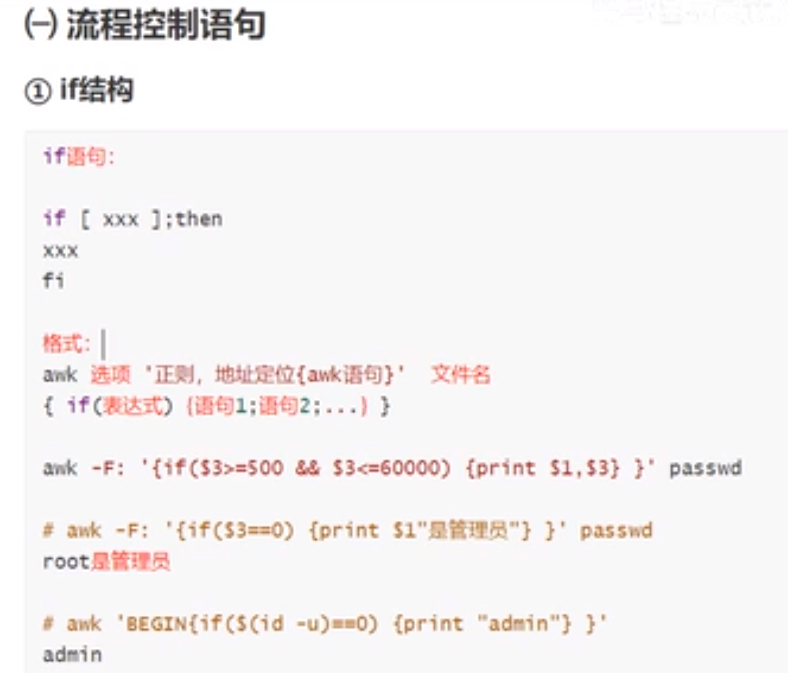 ㈠ 流程控制语句
① if结构
if语句:
if [ xxx ];then
xxx
fi
格式:
awk 选项 '正则，地址定位{awk语句}' 文件名
{ if(表达式) {语句1;语句2;...} }
awk -F: '{if($3>=500 && $3<=60000) {print $1,$3} }' passwd
# awk -F: '{if($3==0) {print $1"是管理员"} }' passwd
root是管理员
# awk 'BEGIN{if($(id -u)==0) {print "admin"} }'
admin